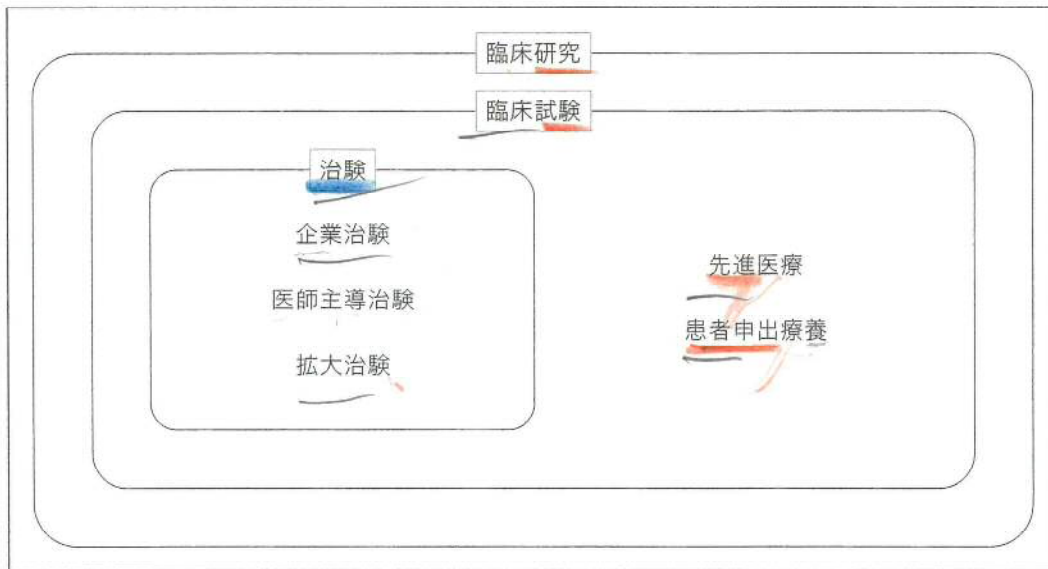 臨床研究
臨床試験
治験
企業治験
医師主導治験
拡大治験
先進医療
患者申出療養